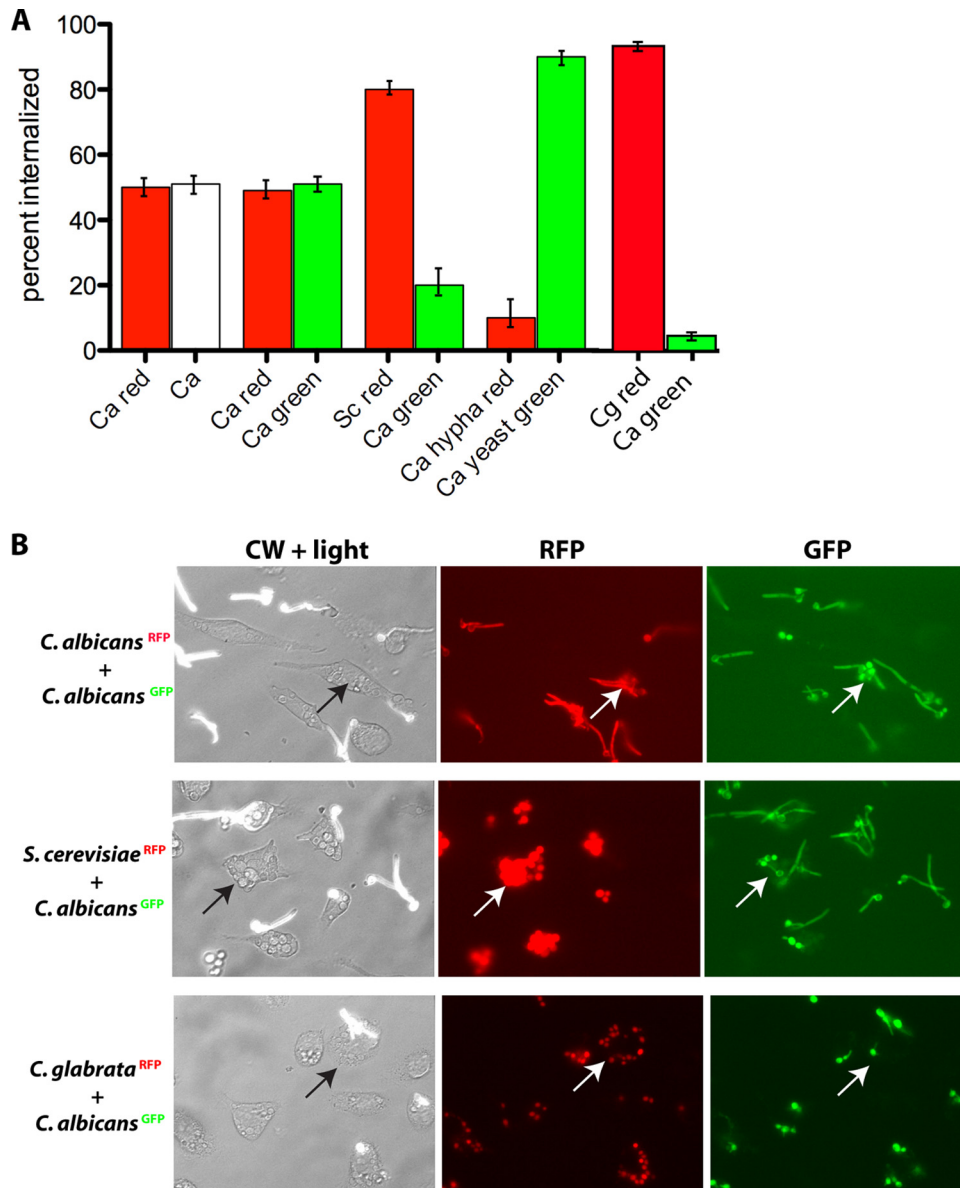 A
percent internalized
100
80
60
40
20
0
Ca red
Ca
Ca red
Ca green
Sc red
Ca green
Ca hypha red
Ca yeast green
Cg red
Ca green
B
CW + light
RFP
GFP
C. albicans RFP
+
C. albicans GFP
S. cerevisiae RFP
+
C. albicans GFP
C. glabrata RFP
+
C. albicans GFP